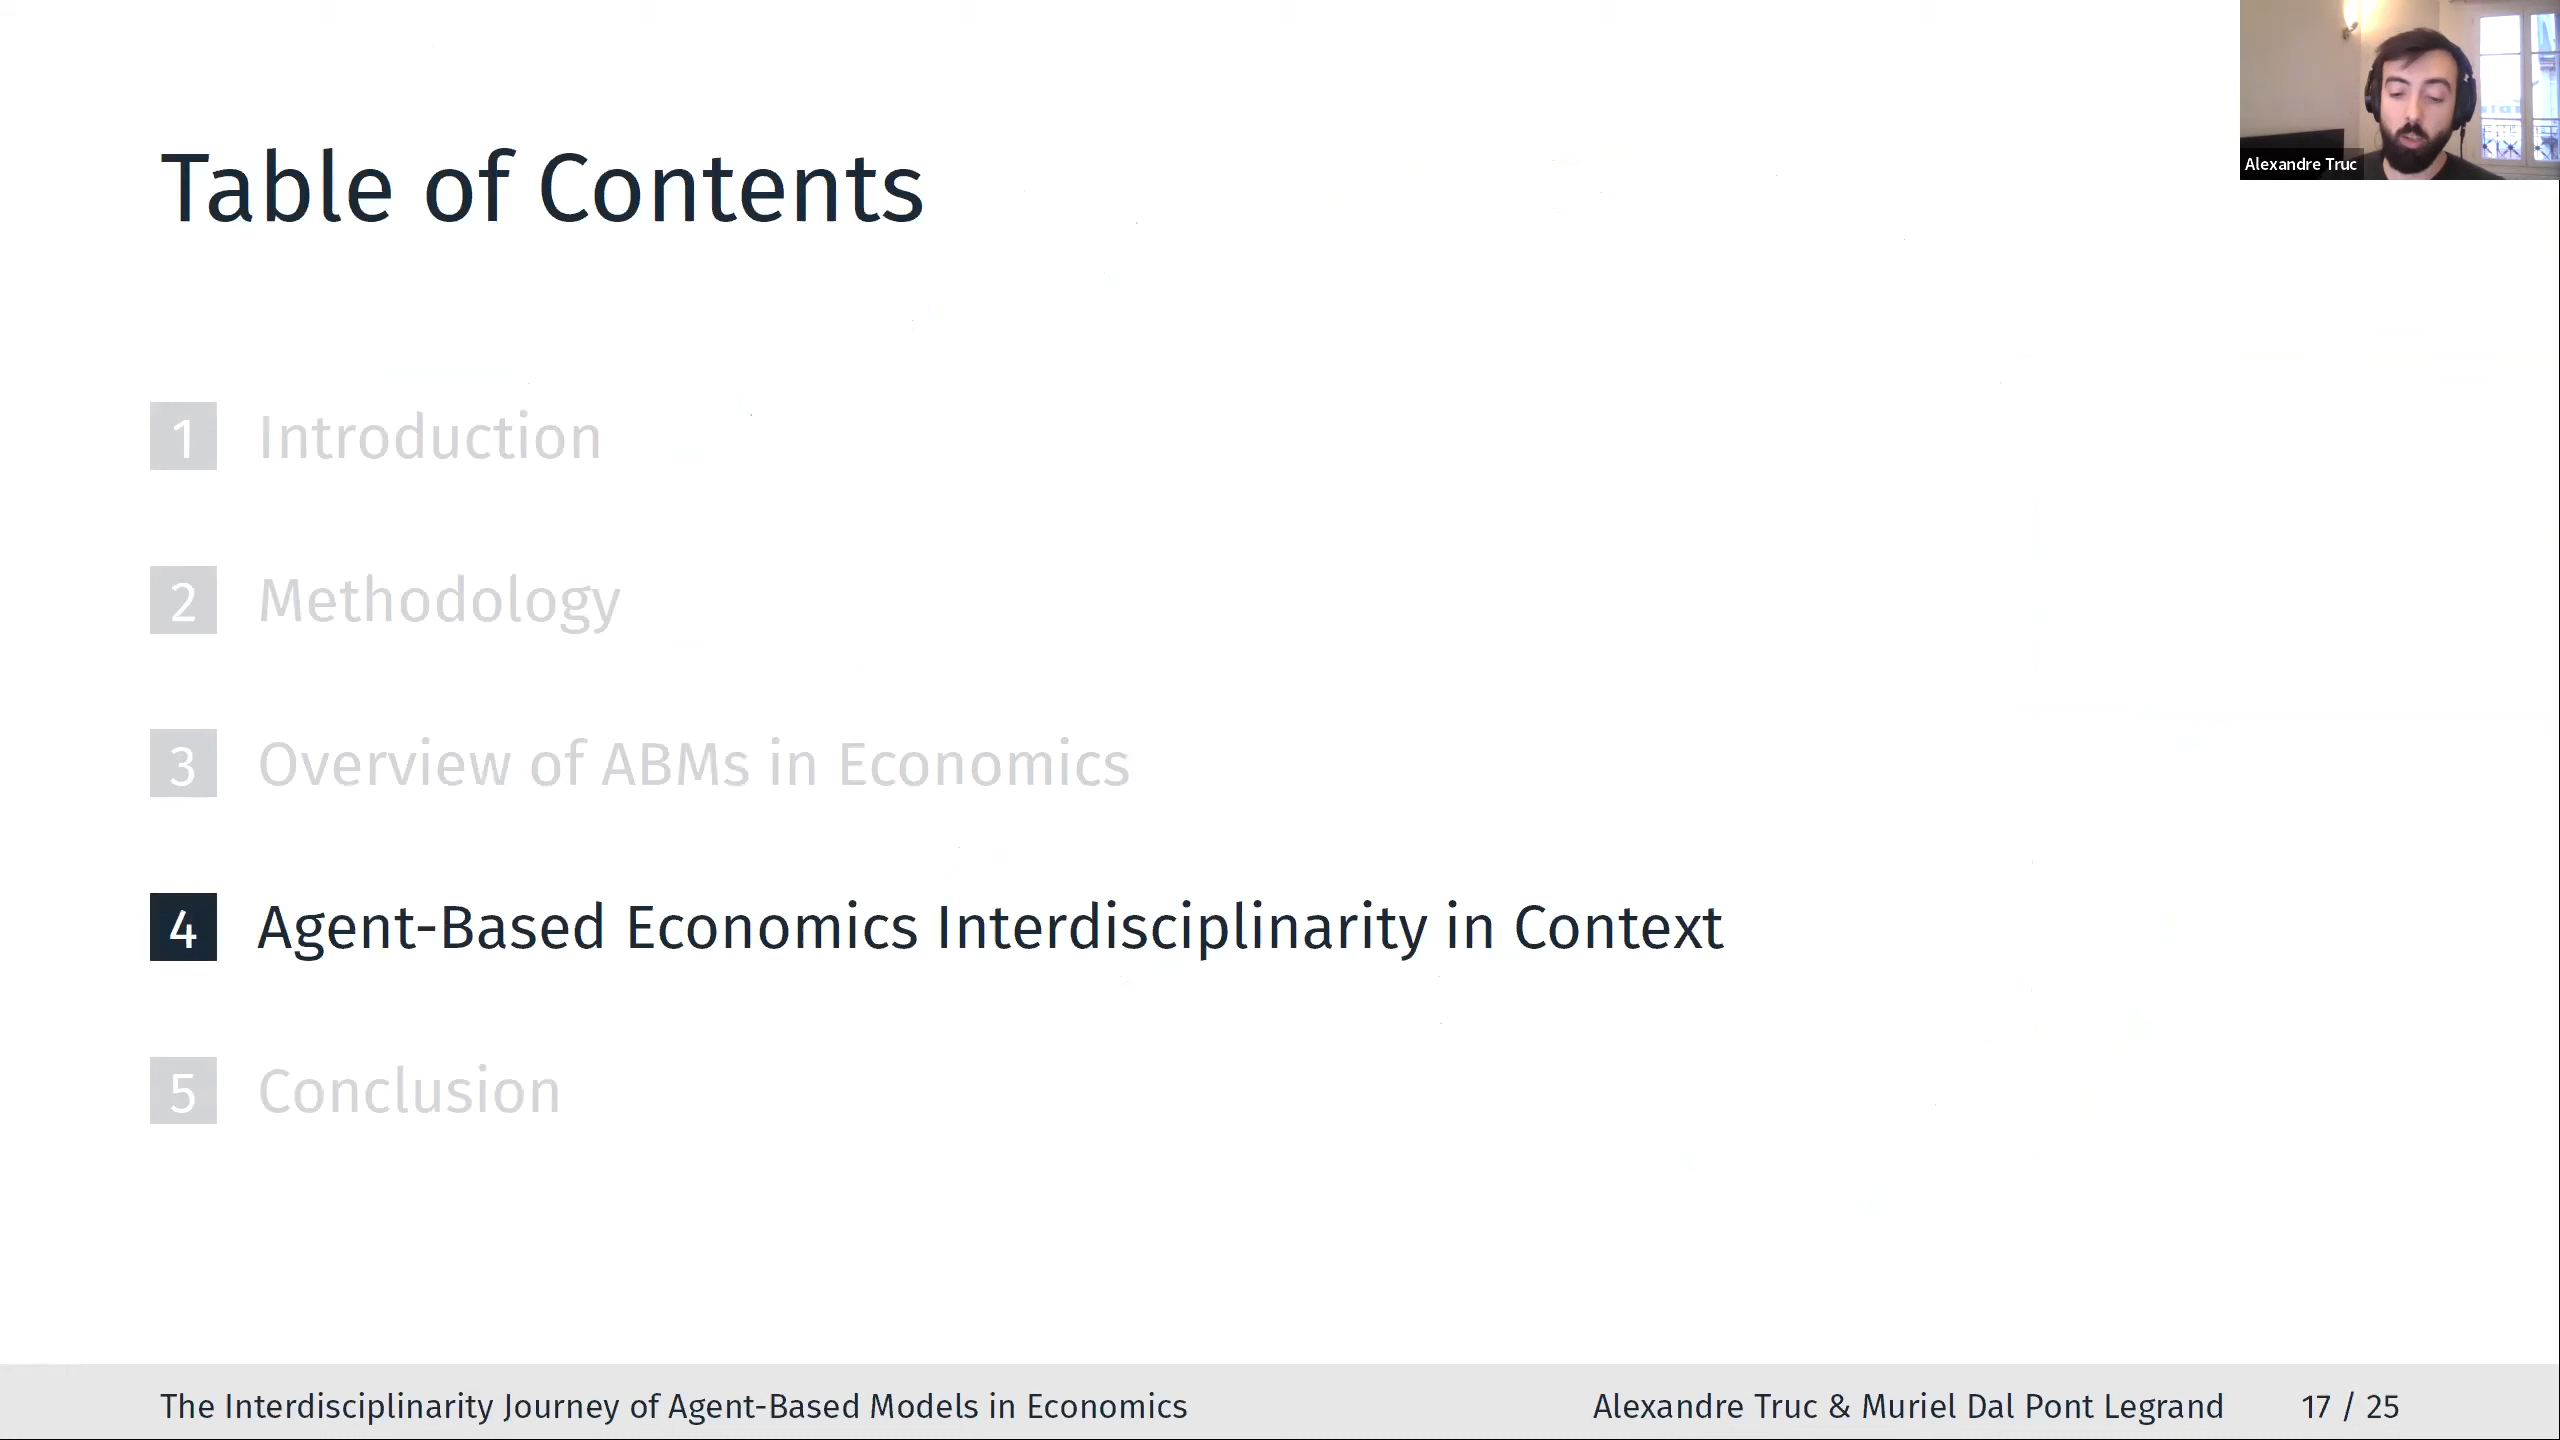 Alexandre Truc
Table of Contents
1 Introduction
2 Methodology
3 Overview of ABMs in Economics
4 Agent-Based Economics Interdisciplinarity in Context
5 Conclusion
The Interdisciplinarity Journey of Agent-Based Models in Economics Alexandre Truc & Muriel Dal Pont Legrand 17 / 25